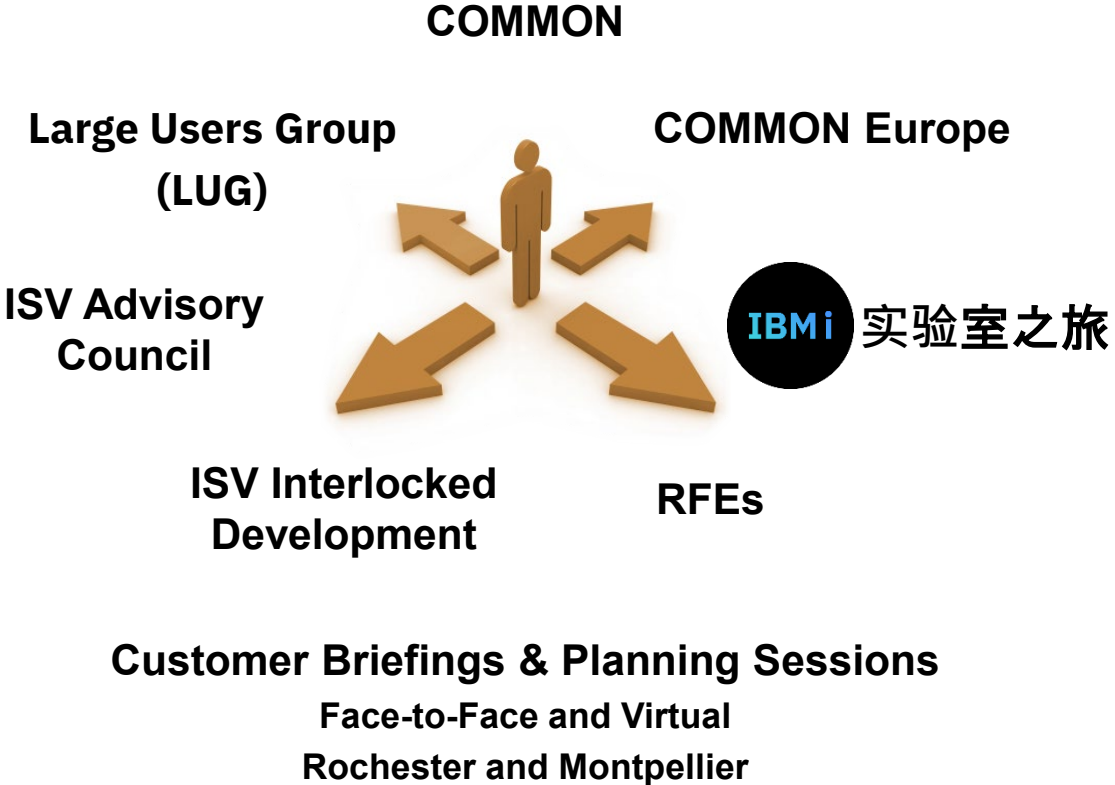 COMMON
Large Users Group
(LUG)
COMMON Europe
ISV Advisory
Council
IBM i 实验室之旅
ISV Interlocked
Development
RFEs
Customer Briefings & Planning Sessions
Face-to-Face and Virtual
Rochester and Montpellier